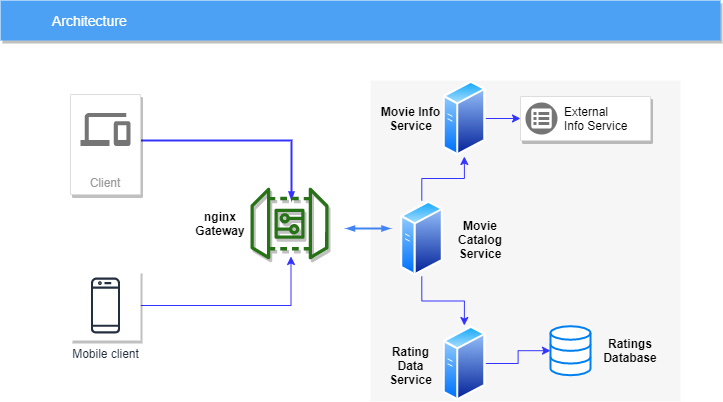 Architecture
Movie Info
Service
External
Info Service
Client
nginx
Gateway
Movie
Catalog
Service
Mobile client
Rating
Data
Service
Ratings
Database